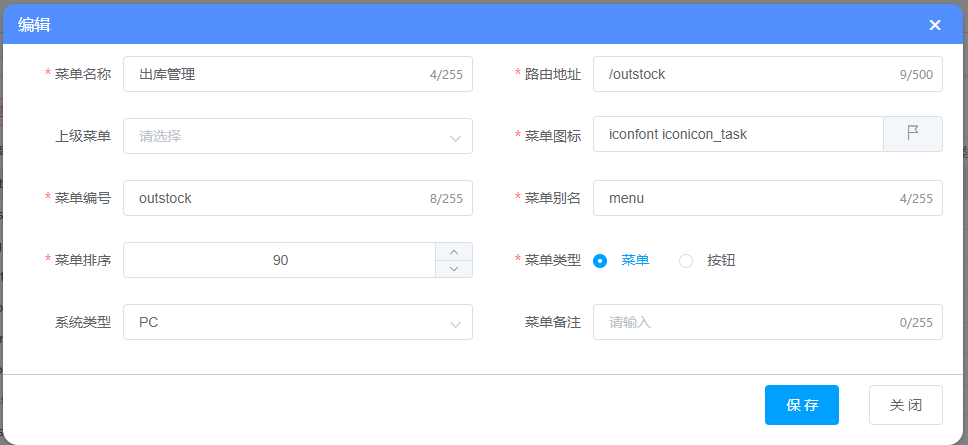 编辑
* 菜单名称 出库管理 4/255 * 路由地址 /outstock 9/500
上级菜单 请选择 * 菜单图标 iconfont iconicon_task
* 菜单编号 outstock 8/255 * 菜单别名 menu 4/255
* 菜单排序 90 * 菜单类型 菜单 按钮
系统类型 PC 菜单备注 请输入 0/255
保存 关闭